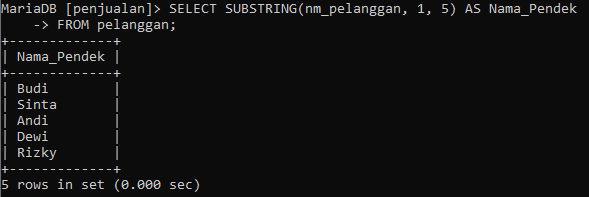 MariaDB [penjualan]> SELECT SUBSTRING(nm_pelanggan, 1, 5) AS Nama_Pendek
    -> FROM pelanggan;
+-------------+
| Nama_Pendek |
+-------------+
| Budi        |
| Sinta       |
| Andi        |
| Dewi        |
| Rizky       |
+-------------+
5 rows in set (0.000 sec)